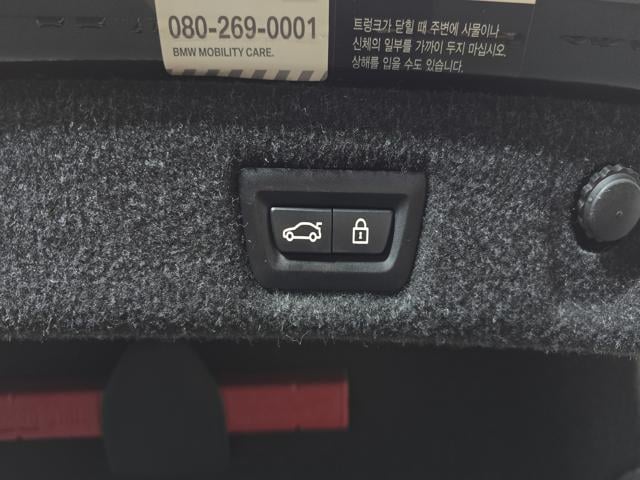 080-269-0001
BMW MOBILITY CARE.
트렁크가 닫힐 때 주변에 사물이나
신체의 일부를 가까이 두지 마십시오.
상해를 입을 수도 있습니다.